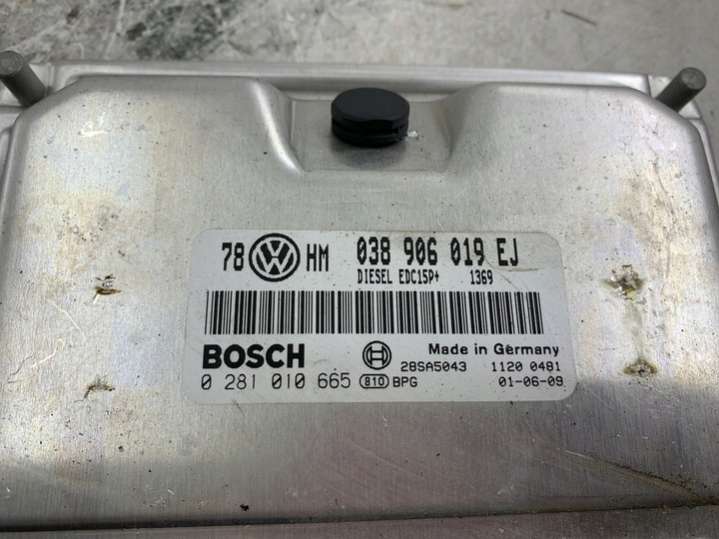 78 VW HM 038 906 019 EJ
DIESEL EDC15P+ 1369
BOSCH Made in Germany
28SA5043 1120 0481
0 281 010 665 810 BPG 01-06-09